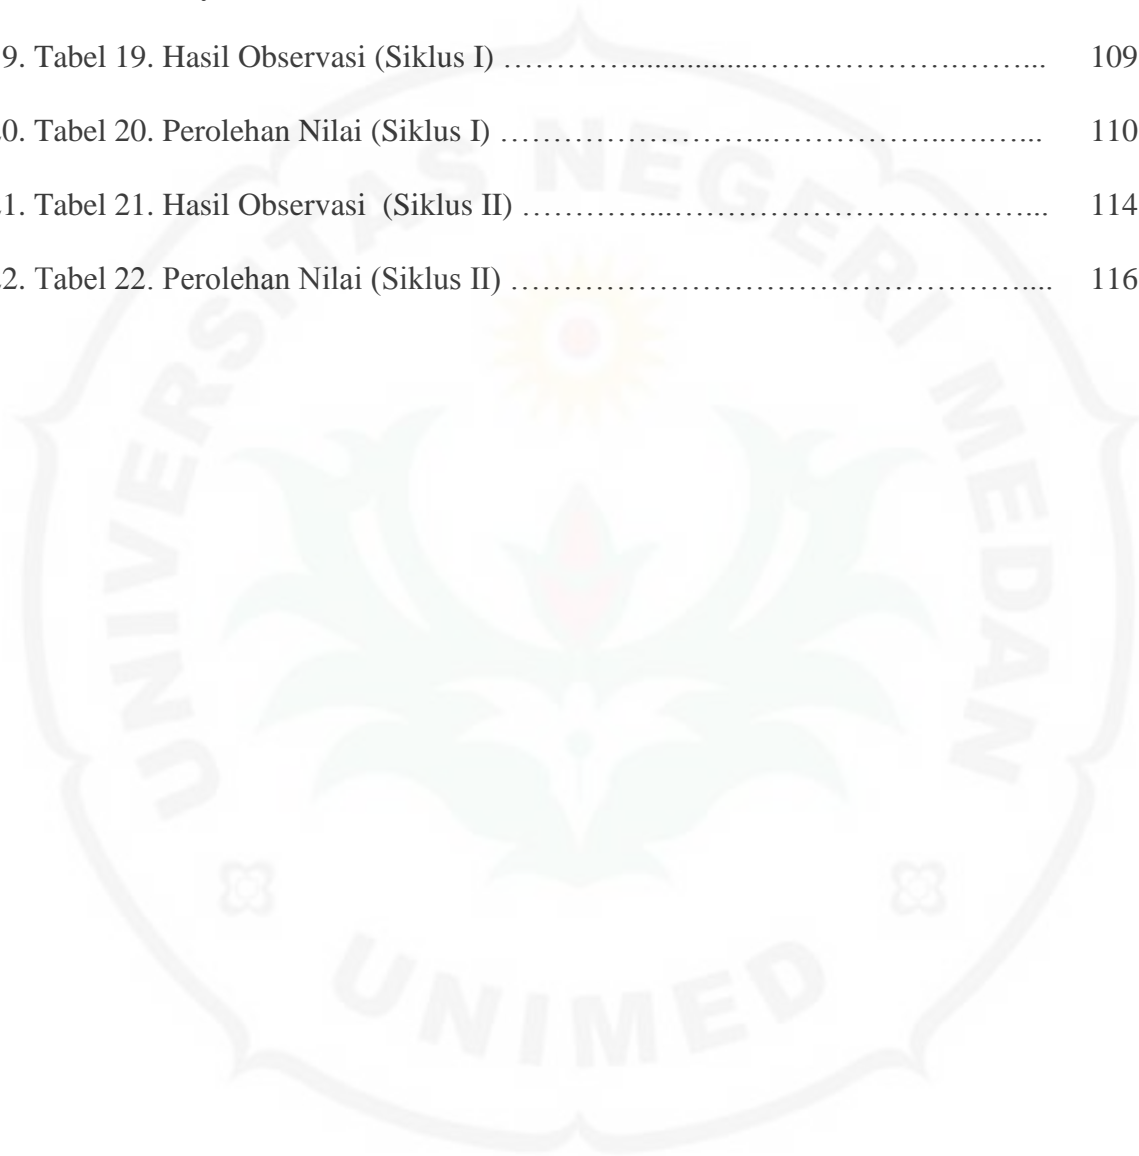 9. Tabel 19. Hasil Observasi (Siklus I) ………….................…………………..……... 109
0. Tabel 20. Perolehan Nilai (Siklus I) ……………………..……………..….…... 110
1. Tabel 21. Hasil Observasi  (Siklus II) …………...…………………………………... 114
2. Tabel 22. Perolehan Nilai (Siklus II) …………………………………………….... 116
UNIVERSITAS NEGERI MEDAN
UNIMED